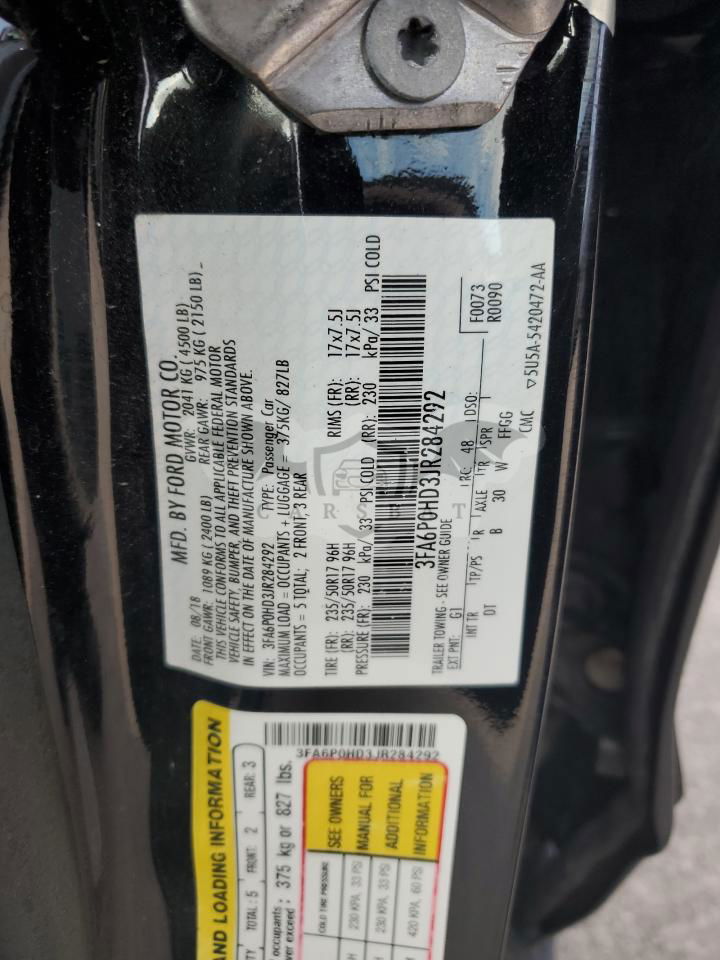 MFD. BY FORD MOTOR CO.
DATE: 08/18 GVWR: 2041 KG ( 4500 LB)
FRONT GAWR: 1089 KG ( 2400 LB) REAR GAWR: 975 KG ( 2150 LB)
THIS VEHICLE CONFORMS TO ALL APPLICABLE FEDERAL MOTOR
VEHICLE SAFETY, BUMPER, AND THEFT PREVENTION STANDARDS
IN EFFECT ON THE DATE OF MANUFACTURE SHOWN ABOVE.
VIN: 3FA6P0HD3JR284292 TYPE: Passenger Car
MAXIMUM LOAD = OCCUPANTS + LUGGAGE = 375KG/ 827LB
OCCUPANTS = 5 TOTAL; 2 FRONT, 3 REAR
TIRE (FR): 235/50R17 96H RIMS (FR): 17x7.5J
(RR): 235/50R17 96H (RR): 17x7.5J
PRESSURE (FR): 230 kPa/ 33 PSI COLD (RR): 230 kPa/ 33 PSI COLD
3FA6P0HD3JR284292
TRAILER TOWING - SEE OWNER GUIDE
EXT PNT: G1 RC: 48 DSO: F0073
R0090
INT TR TP/PS R AXLE TR SPR
DT B 30 W FFGG
CMC ▽5U5A-5420472-AA
CARSBT
AND LOADING INFORMATION
TY TOTAL: 5 FRONT: 2 REAR: 3
occupants: 375 kg or 827 lbs.
ver exceed :
3FA6P0HD3JR284292
COLD TIRE PRESSURE
230 KPA, 33 PSI
230 KPA, 33 PSI
420 KPA, 60 PSI
SEE OWNERS
MANUAL FOR
ADDITIONAL
INFORMATION